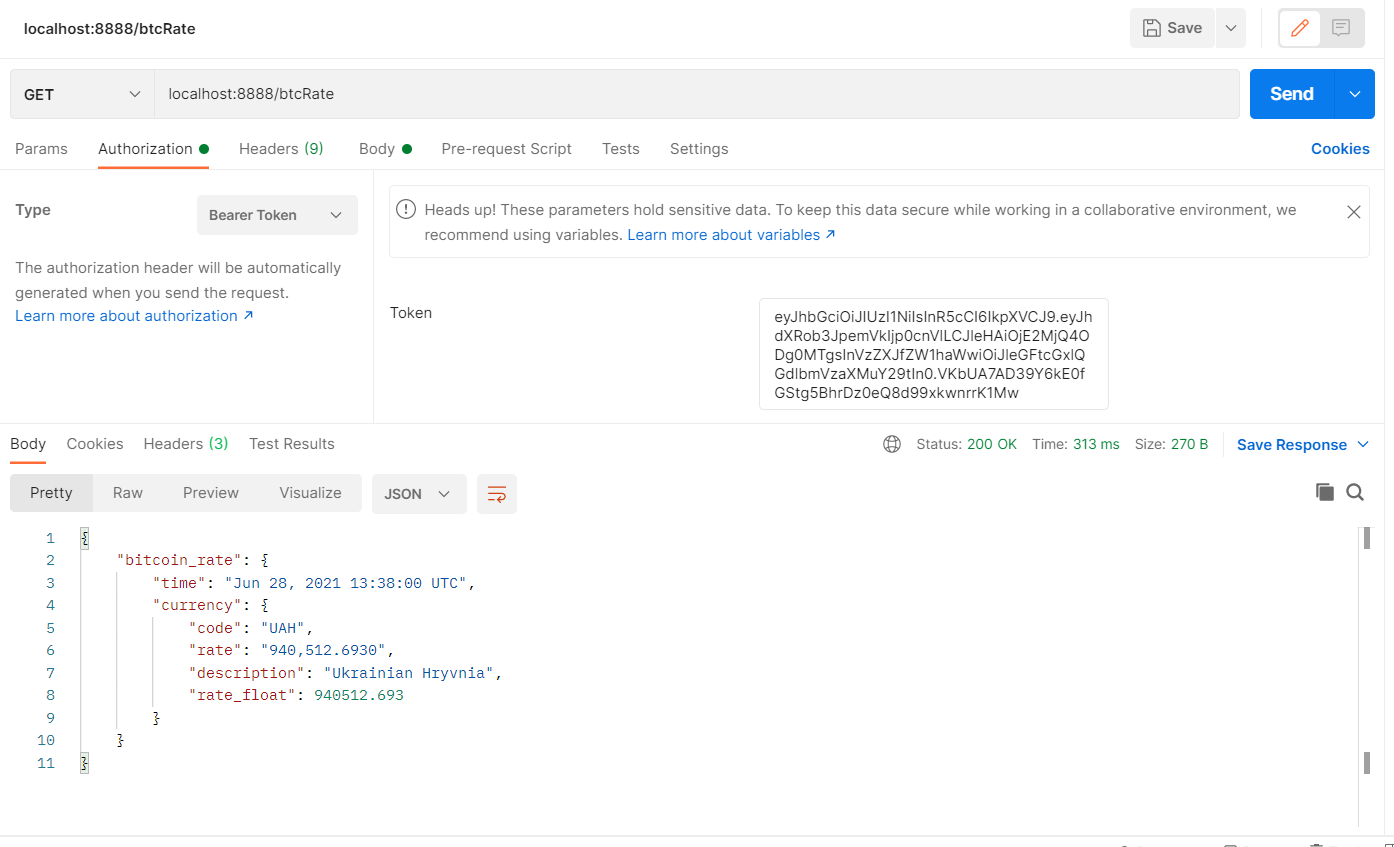 localhost:8888/btcRate
Save
GET
localhost:8888/btcRate
Send
Params Authorization Headers (9) Body Pre-request Script Tests Settings Cookies
Type
Bearer Token
The authorization header will be automatically
generated when you send the request.
Learn more about authorization ↗
Heads up! These parameters hold sensitive data. To keep this data secure while working in a collaborative environment, we
recommend using variables. Learn more about variables ↗
Token
eyJhbGciOiJIUzI1NiIsInR5cCI6IkpXVCJ9.eyJh
dXRob3JpemVkIjp0cnVlLCJleHAiOjE2MjQ4O
Dg0MTgsInVzZXJfZW1haWwiOiJleGFtcGxlQ
GdlbmVzaXMuY29tIn0.VKbUA7AD39Y6kE0f
GStg5BhrDz0eQ8d99xkwnrrK1Mw
Body Cookies Headers (3) Test Results
Status: 200 OK Time: 313 ms Size: 270 B Save Response
Pretty Raw Preview Visualize JSON
1 {
2 "bitcoin_rate": {
3 "time": "Jun 28, 2021 13:38:00 UTC",
4 "currency": {
5 "code": "UAH",
6 "rate": "940,512.6930",
7 "description": "Ukrainian Hryvnia",
8 "rate_float": 940512.693
9 }
10 }
11 }